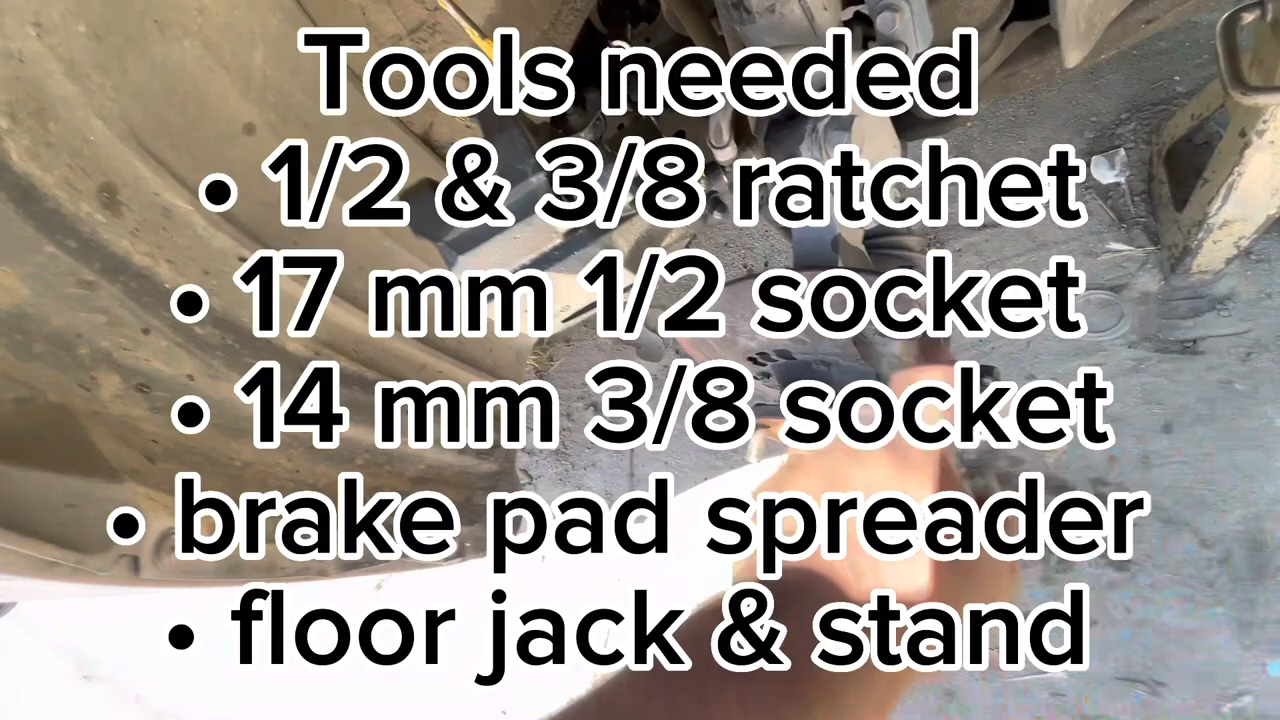 Tools needed
• 1/2 & 3/8 ratchet
• 17 mm 1/2 socket
• 14 mm 3/8 socket
• brake pad spreader
• floor jack & stand